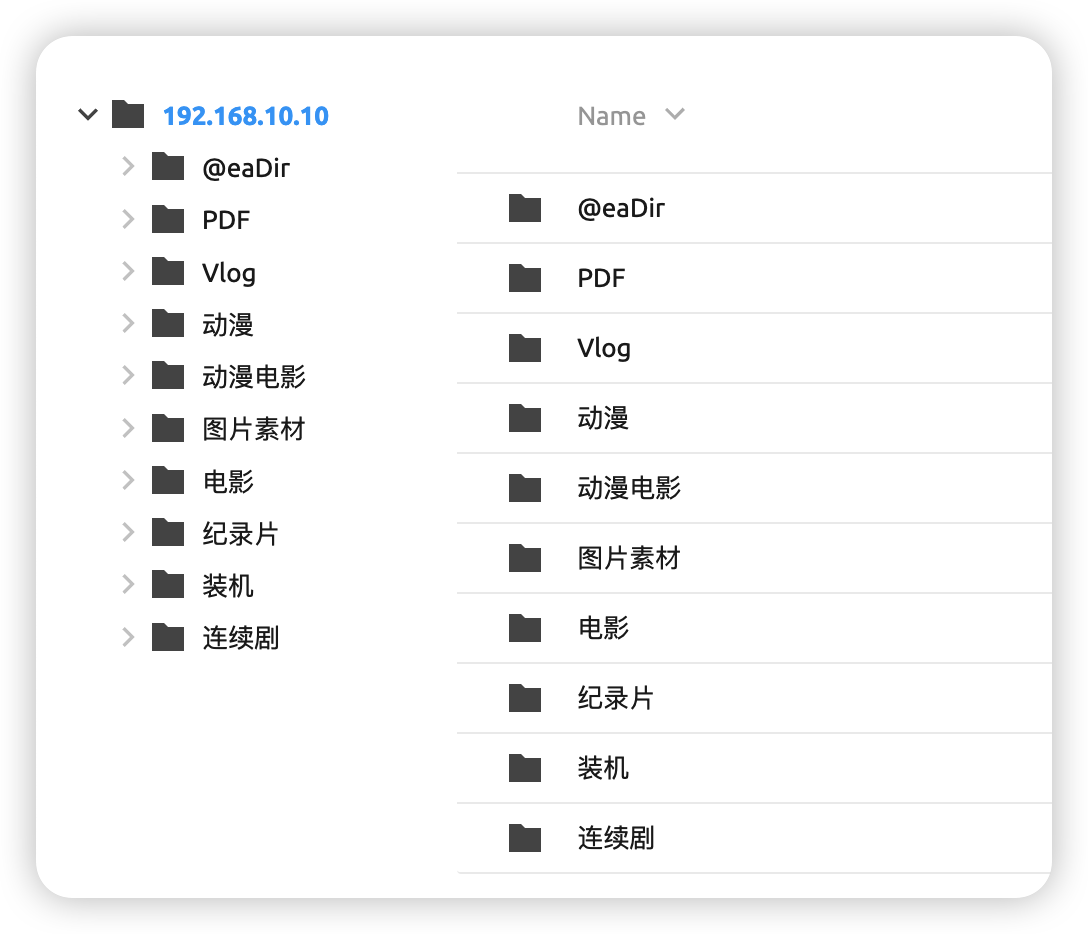 192.168.10.10
@eaDir
PDF
Vlog
动漫
动漫电影
图片素材
电影
纪录片
装机
连续剧
Name
@eaDir
PDF
Vlog
动漫
动漫电影
图片素材
电影
纪录片
装机
连续剧